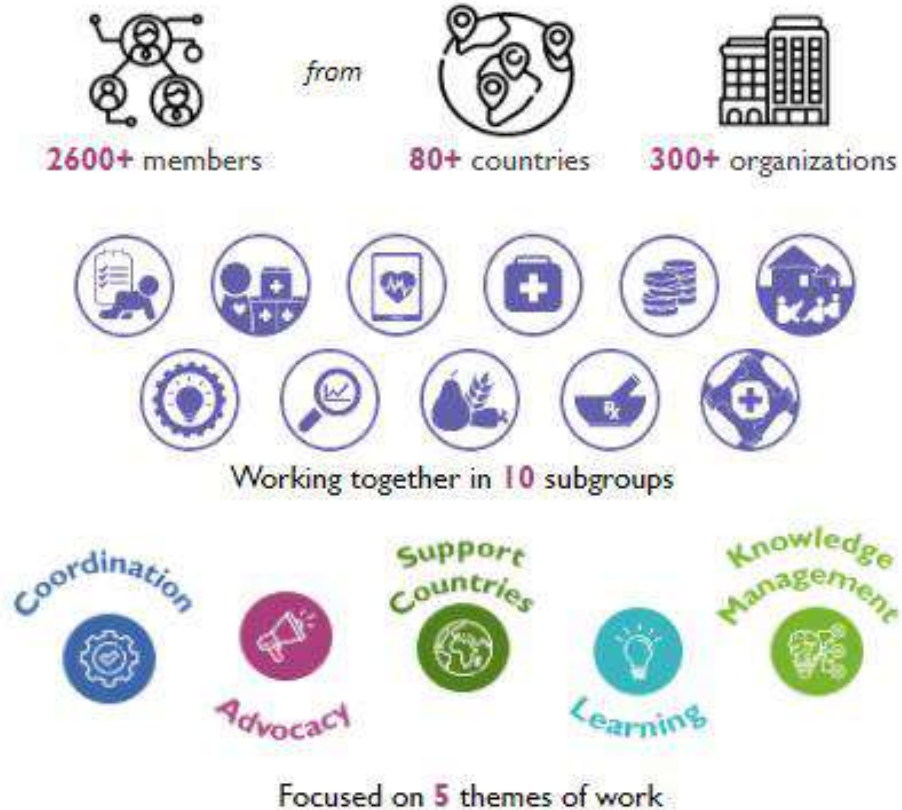 from
2600+ members
80+ countries
300+ organizations
Rx
Working together in 10 subgroups
Coordination
Advocacy
Support
Countries
Learning
Knowledge
Management
Focused on 5 themes of work